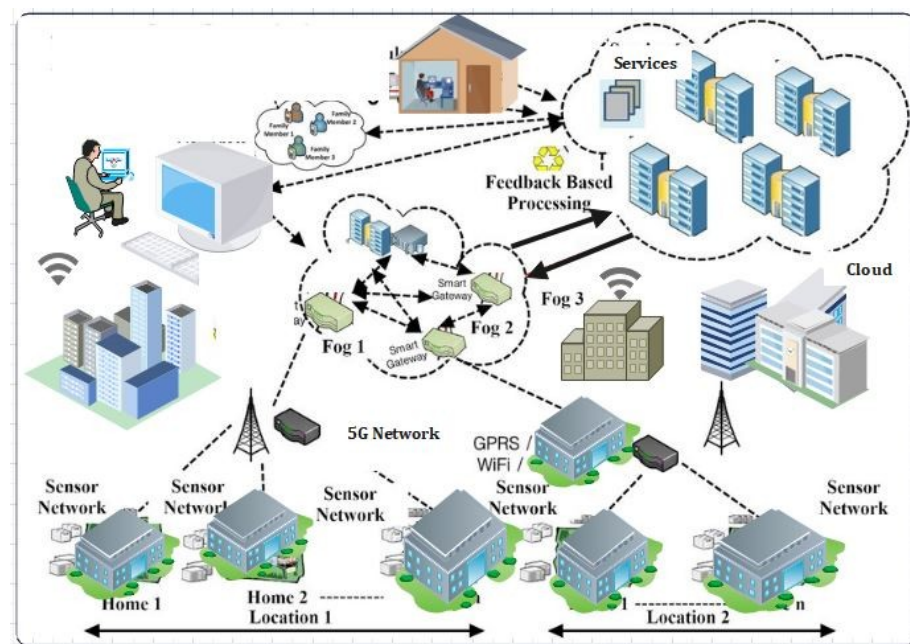 Services
Family
Member 1
Family
Member 2
Family
Member 3
Feedback Based
Processing
Cloud
Smart
Gateway
Fog 3
Fog 2
Fog 1
Smart
Gateway
5G Network
GPRS /
WiFi /
Sensor
Network
Sensor
Network
Sensor
Network
Sensor
Network
Sensor
Network
Home 1
Home 2
n
Location 1
Location 2